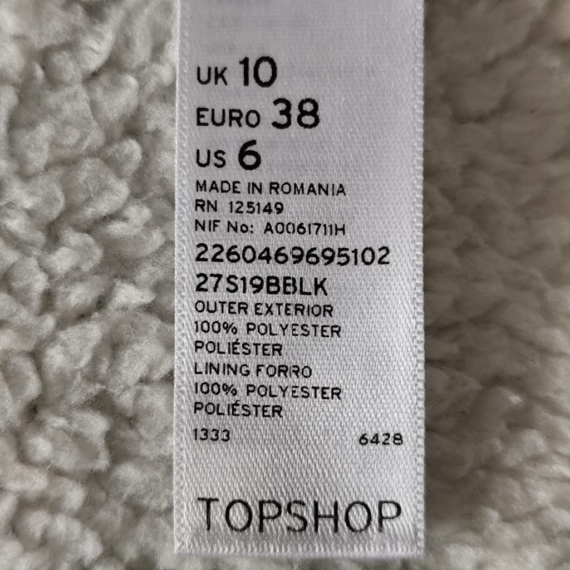 UK 10
EURO 38
US 6
MADE IN ROMANIA
RN 125149
NIF No: A0061711H
2260469695102
27S19BBLK
OUTER EXTERIOR
100% POLYESTER
POLIÉSTER
LINING FORRO
100% POLYESTER
POLIÉSTER
1333 6428
TOPSHOP